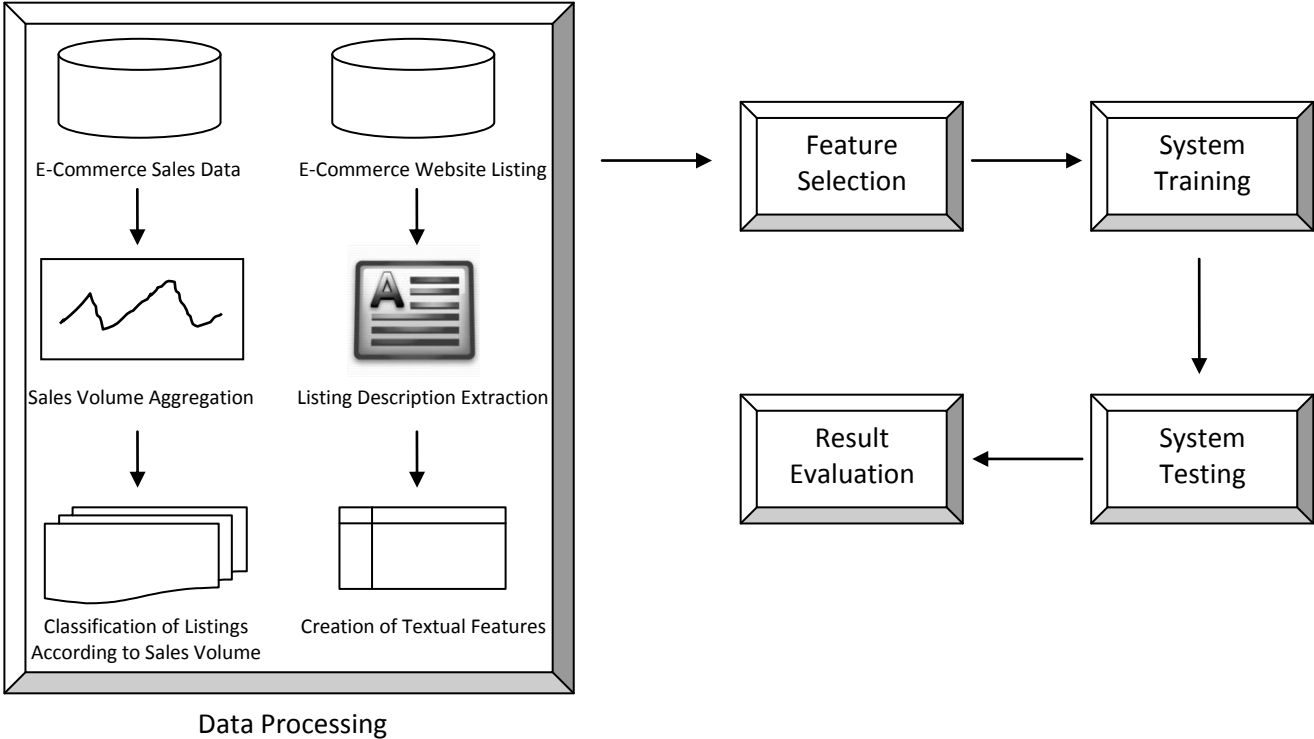 E-Commerce Sales Data
E-Commerce Website Listing
A
Sales Volume Aggregation
Listing Description Extraction
Classification of Listings
According to Sales Volume
Creation of Textual Features
Data Processing
Feature
Selection
System
Training
System
Testing
Result
Evaluation